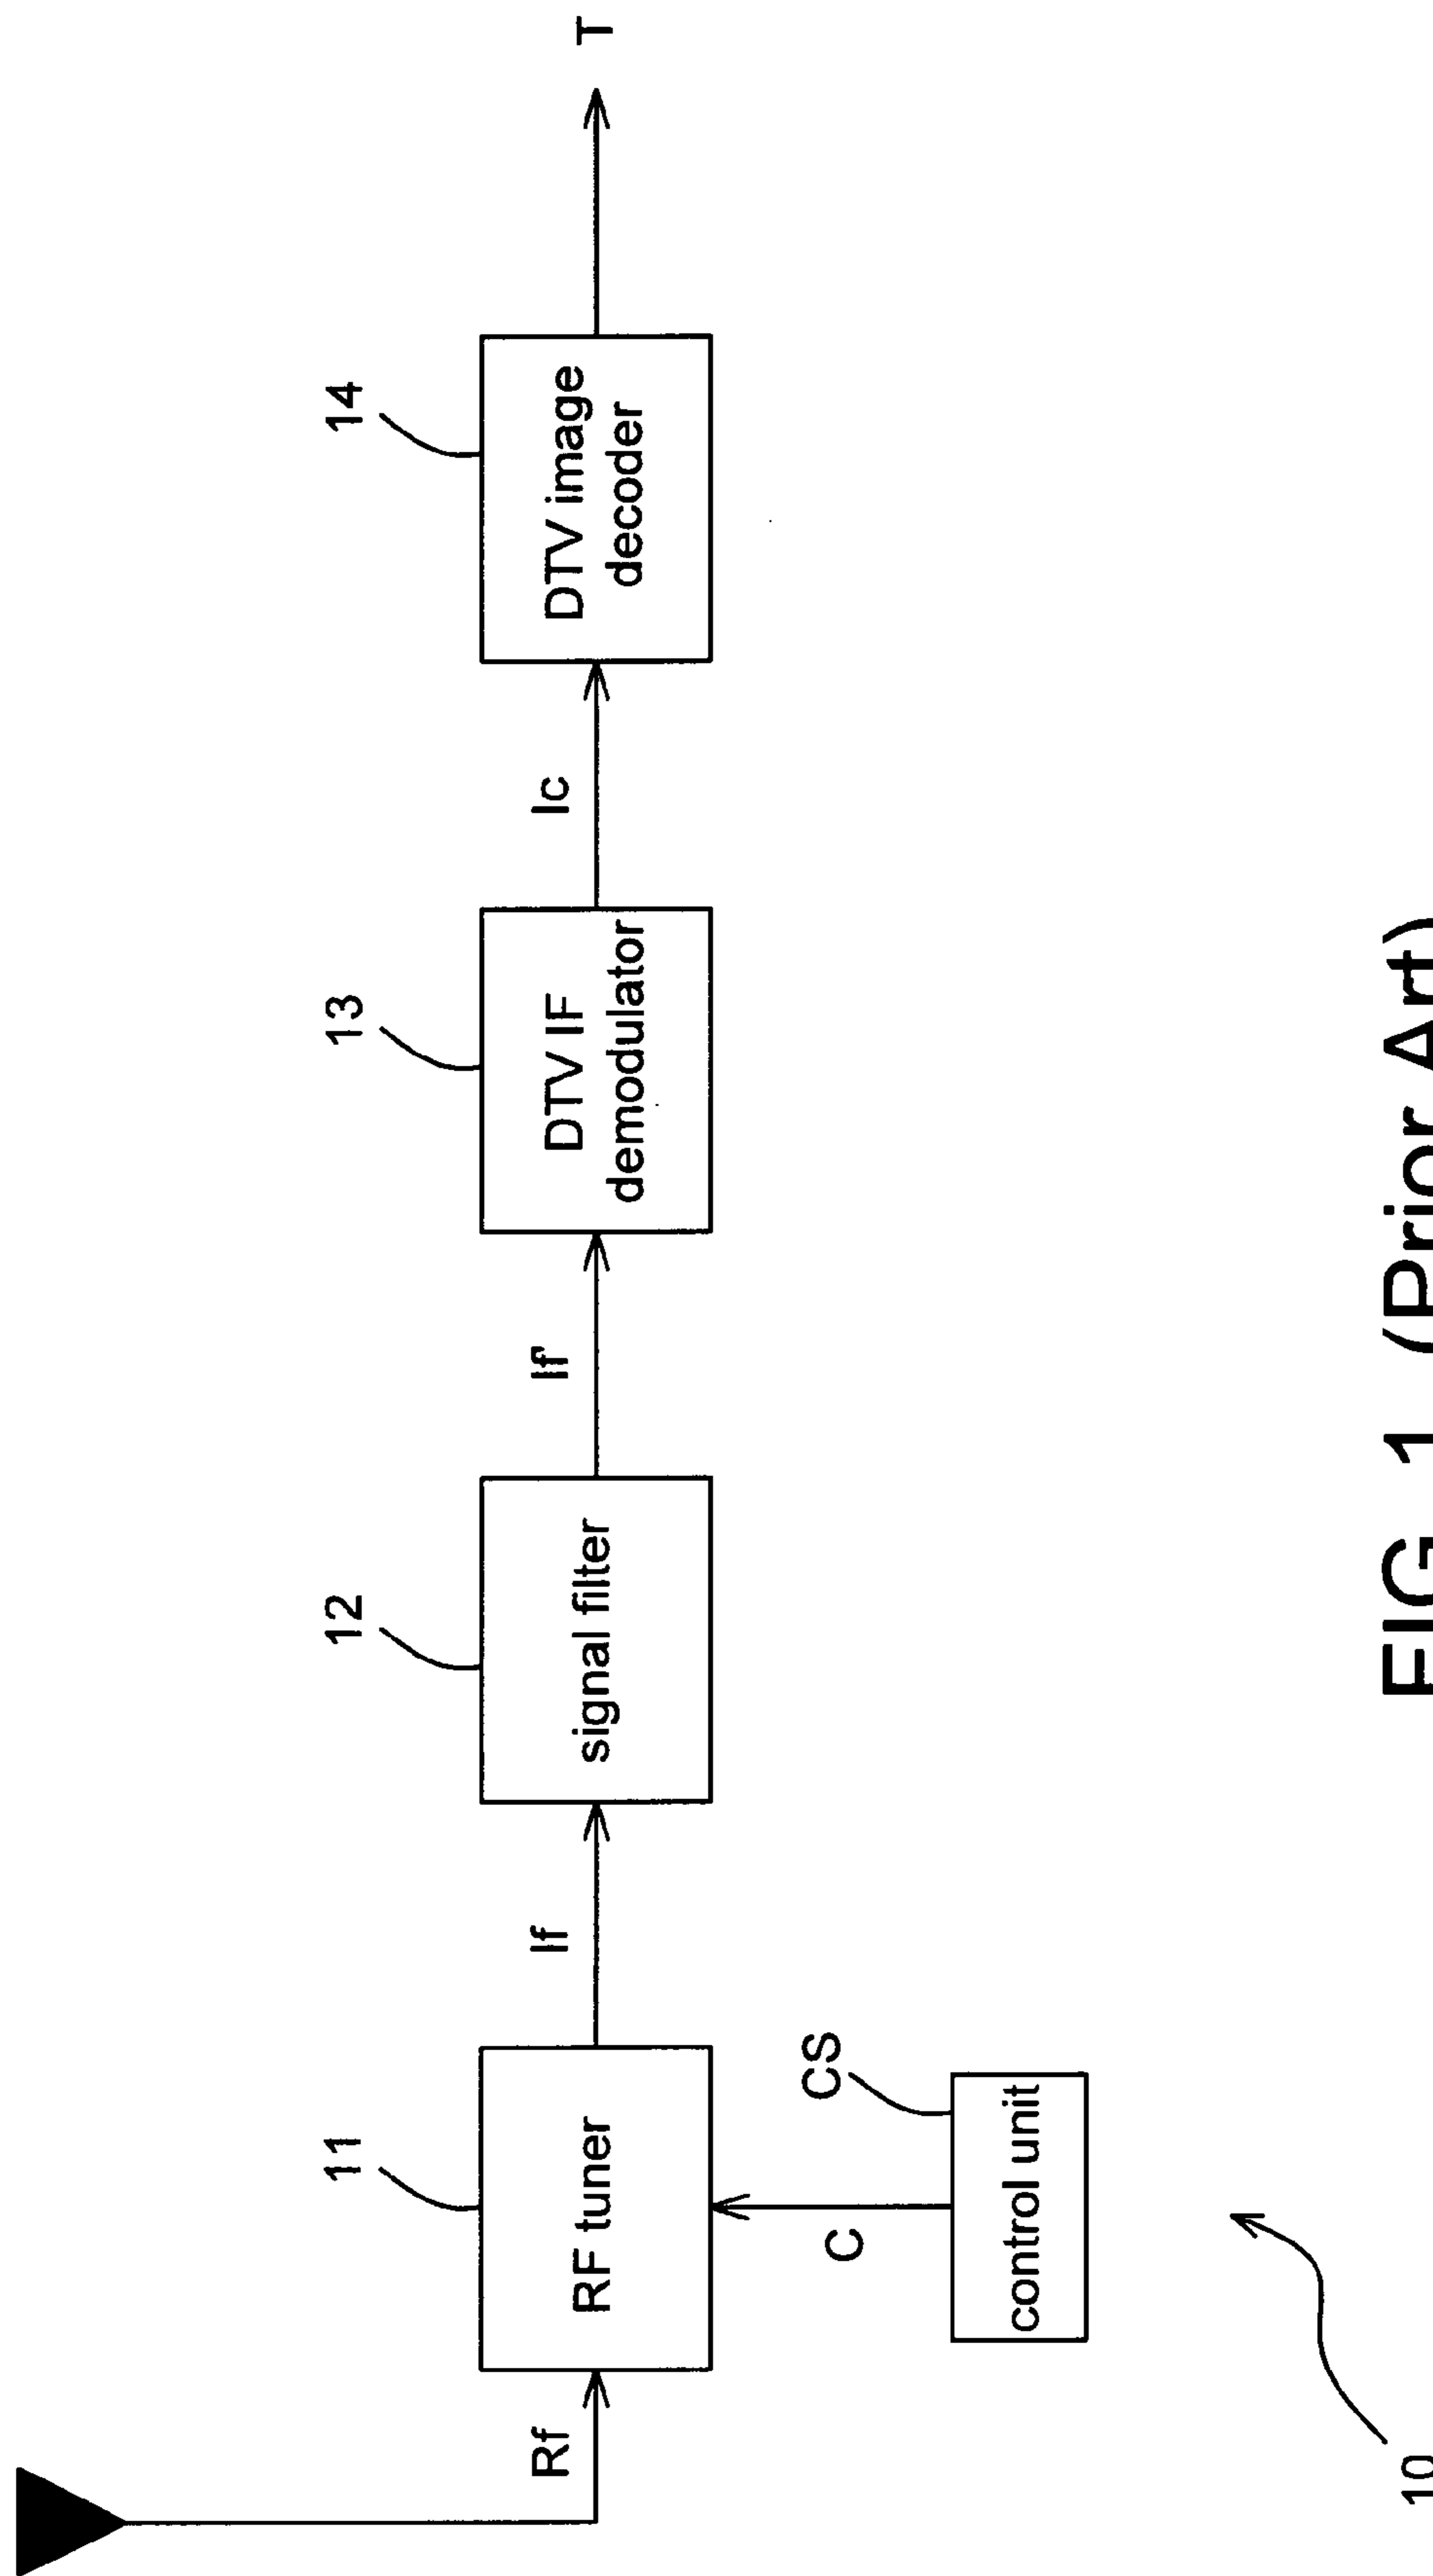 11
12
13
14
Rf
RF tuner
If
signal filter
If'
DTV IF
demodulator
Ic
DTV image
decoder
T
C
CS
control unit
10
FIG. 1 (Prior Art)